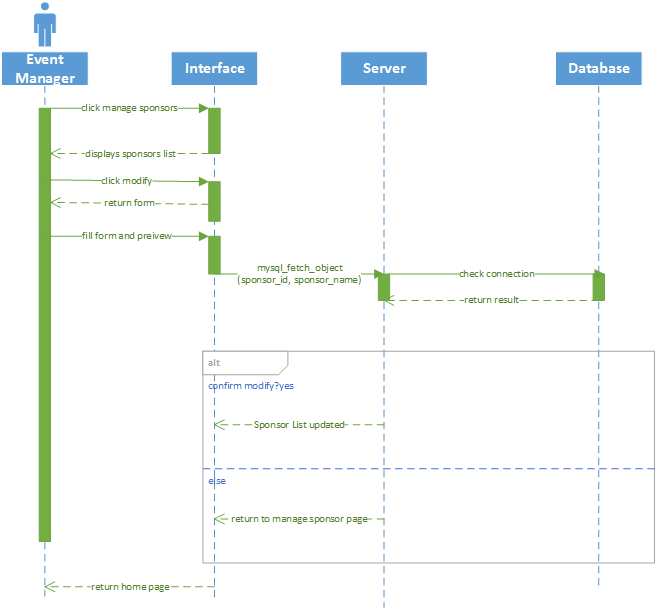 Event
Manager
Interface
Server
Database
click manage sponsors
displays sponsors list
click modify
return form
fill form and preivew
mysql_fetch_object
(sponsor_id, sponsor_name)
check connection
return result
alt
confirm modify?yes
Sponsor List updated
else
return to manage sponsor page
return home page